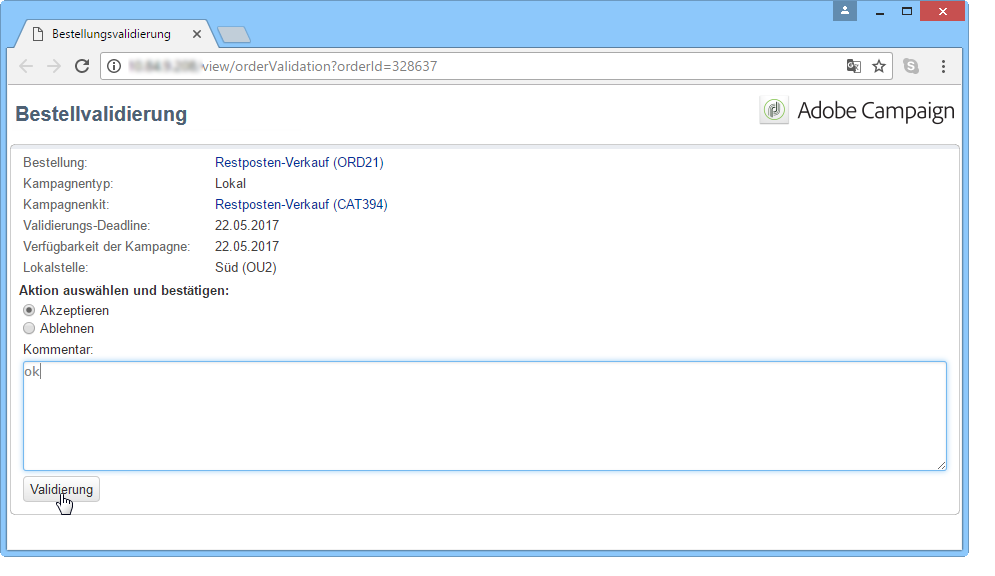 Bestellungsvalidierung
/view/orderValidation?orderId=328637
Bestellvalidierung
Adobe Campaign
Bestellung: Restposten-Verkauf (ORD21)
Kampagnentyp: Lokal
Kampagnenkit: Restposten-Verkauf (CAT394)
Validierungs-Deadline: 22.05.2017
Verfügbarkeit der Kampagne: 22.05.2017
Lokalstelle: Süd (OU2)
Aktion auswählen und bestätigen:
Akzeptieren
Ablehnen
Kommentar:
ok
Validierung